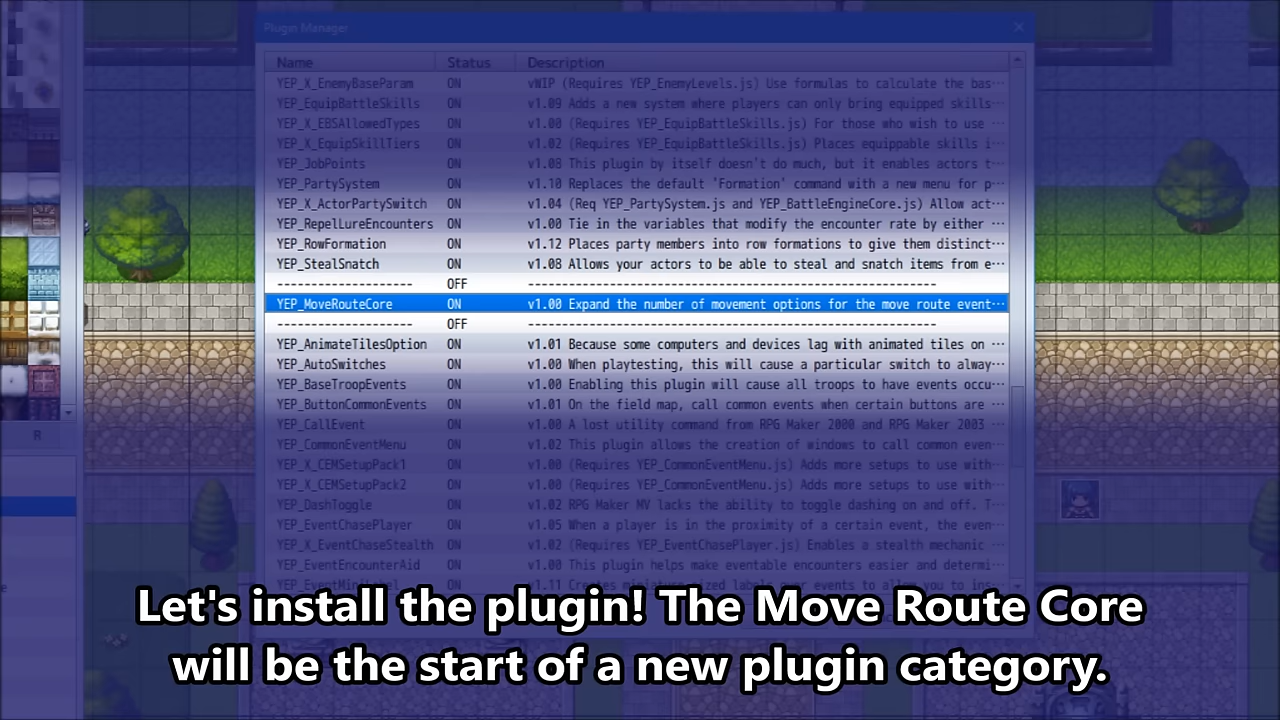 Plugin Manager
Name Status Description
YEP_X_EnemyBaseParam ON vWIP (Requires YEP_EnemyLevels.js) Use formulas to calculate the bas…
YEP_EquipBattleSkills ON v1.09 Adds a new system where players can only bring equipped skills…
YEP_X_EBSAllowedTypes ON v1.00 (Requires YEP_EquipBattleSkills.js) For those who wish to use …
YEP_X_EquipSkillTiers ON v1.02 (Requires YEP_EquipBattleSkills.js) Places equippable skills i…
YEP_JobPoints ON v1.08 This plugin by itself doesn't do much, but it enables actors t…
YEP_PartySystem ON v1.10 Replaces the default 'Formation' command with a new menu for p…
YEP_X_ActorPartySwitch ON v1.04 (Req YEP_PartySystem.js and YEP_BattleEngineCore.js) Allow act…
YEP_RepelLureEncounters ON v1.00 Tie in the variables that modify the encounter rate by either …
YEP_RowFormation ON v1.12 Places party members into row formations to give them distinct…
YEP_StealSnatch ON v1.08 Allows your actors to be able to steal and snatch items from e…
-------------------- OFF ------------------------------------------------------------
YEP_MoveRouteCore ON v1.00 Expand the number of movement options for the move route event…
-------------------- OFF ------------------------------------------------------------
YEP_AnimateTilesOption ON v1.01 Because some computers and devices lag with animated tiles on …
YEP_AutoSwitches ON v1.00 When playtesting, this will cause a particular switch to alway…
YEP_BaseTroopEvents ON v1.00 Enabling this plugin will cause all troops to have events occu…
YEP_ButtonCommonEvents ON v1.01 On the field map, call common events when certain buttons are …
YEP_CallEvent ON v1.00 A lost utility command from RPG Maker 2000 and RPG Maker 2003 …
YEP_CommonEventMenu ON v1.02 This plugin allows the creation of windows to call common even…
YEP_X_CEMSetupPack1 ON v1.00 (Requires YEP_CommonEventMenu.js) Adds more setups to use with…
YEP_X_CEMSetupPack2 ON v1.00 (Requires YEP_CommonEventMenu.js) Adds more setups to use with…
YEP_DashToggle ON v1.02 RPG Maker MV lacks the ability to toggle dashing on and off. T…
YEP_EventChasePlayer ON v1.05 When a player is in the proximity of a certain event, the even…
YEP_X_EventChaseStealth ON v1.02 (Requires YEP_EventChasePlayer.js) Enables a stealth mechanic …
YEP_EventEncounterAid ON v1.00 This plugin helps make eventable encounters easier and determi…
YEP_EventMiniLabel ON v1.11 Creates miniature-sized labels over events to allow you to ins…
R
Let's install the plugin! The Move Route Core
will be the start of a new plugin category.